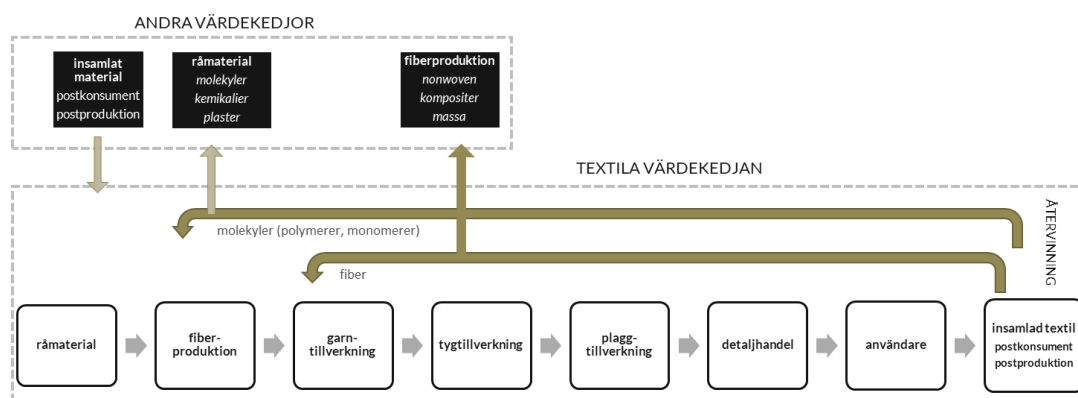 ANDRA VÄRDEKEDJOR
insamlat
material
postkonsument
postproduktion
råmaterial
molekyler
kemikalier
plaster
fiberproduktion
nonwoven
kompositer
massa
TEXTILA VÄRDEKEDJAN
ÅTERVINNING
molekyler (polymerer, monomerer)
fiber
råmaterial
fiber-
produktion
garn-
tillverkning
tygtillverkning
plagg-
tillverkning
detaljhandel
användare
insamlad textil
postkonsument
postproduktion